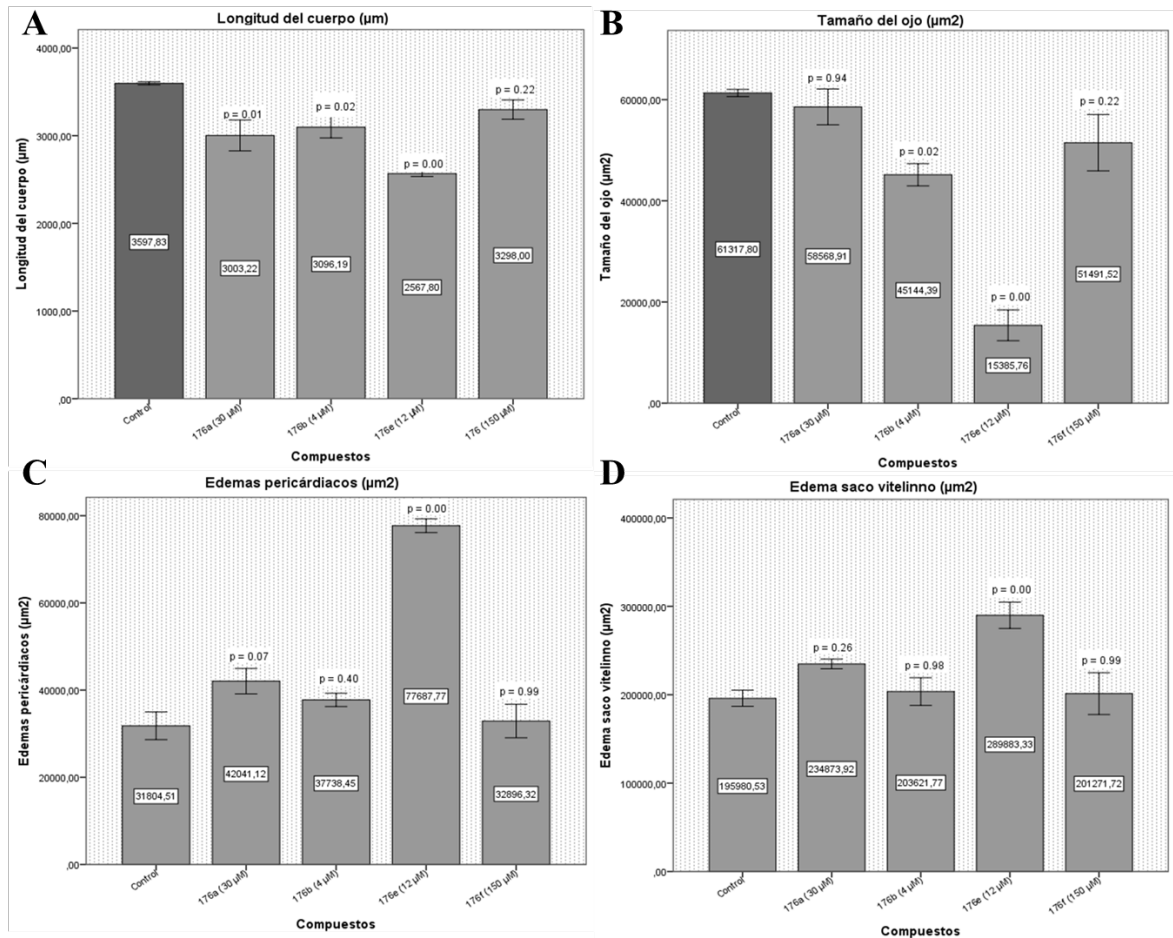 A
Longitud del cuerpo (µm)
Longitud del cuerpo (µm)
4000,00
3000,00
2000,00
1000,00
,00
p = 0.01
p = 0.02
p = 0.00
p = 0.22
3597,83
3003,22
3096,19
2567,80
3298,00
Control
176a (30 µM)
176b (4 µM)
176e (12 µM)
176 (150 µM)
Compuestos
B
Tamaño del ojo (µm2)
Tamaño del ojo (µm2)
60000,00
40000,00
20000,00
,00
p = 0.94
p = 0.02
p = 0.00
p = 0.22
61317,80
58568,91
45144,39
15385,76
51491,52
Control
176a (30 µM)
176b (4 µM)
176e (12 µM)
176f (150 µM)
Compuestos
C
Edemas pericárdiacos (µm2)
Edemas pericárdiacos (µm2)
80000,00
60000,00
40000,00
20000,00
,00
p = 0.07
p = 0.40
p = 0.00
p = 0.99
31804,51
42041,12
37738,45
77687,77
32896,32
Control
176a (30 µM)
176b (4 µM)
176e (12 µM)
176f (150 µM)
Compuestos
D
Edema saco vitelinno (µm2)
Edema saco vitelinno (µm2)
400000,00
300000,00
200000,00
100000,00
,00
p = 0.26
p = 0.98
p = 0.00
p = 0.99
195980,53
234873,92
203621,77
289883,33
201271,72
Control
176a (30 µM)
176b (4 µM)
176e (12 µM)
176f (150 µM)
Compuestos